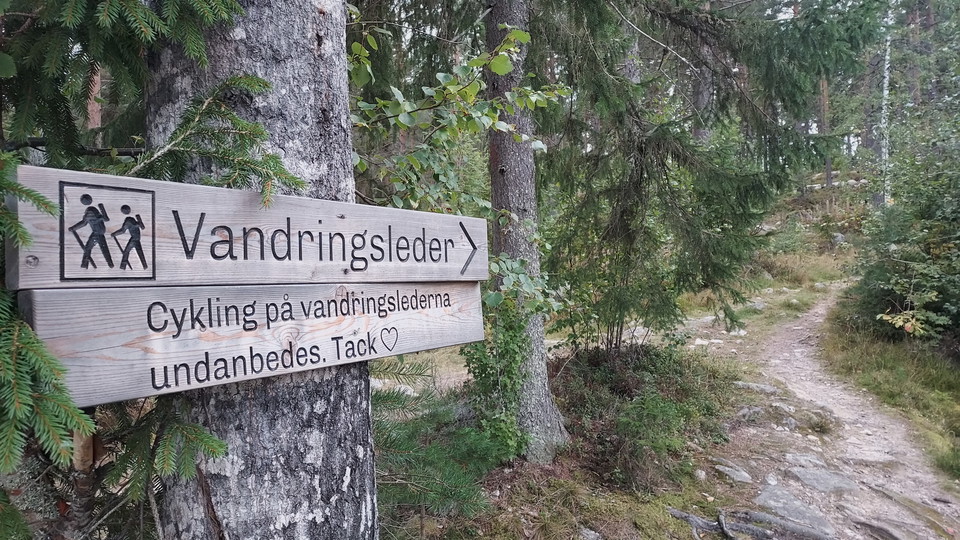 Vandringsleder >
Cykling på vandringslederna
undanbedes. Tack ♡